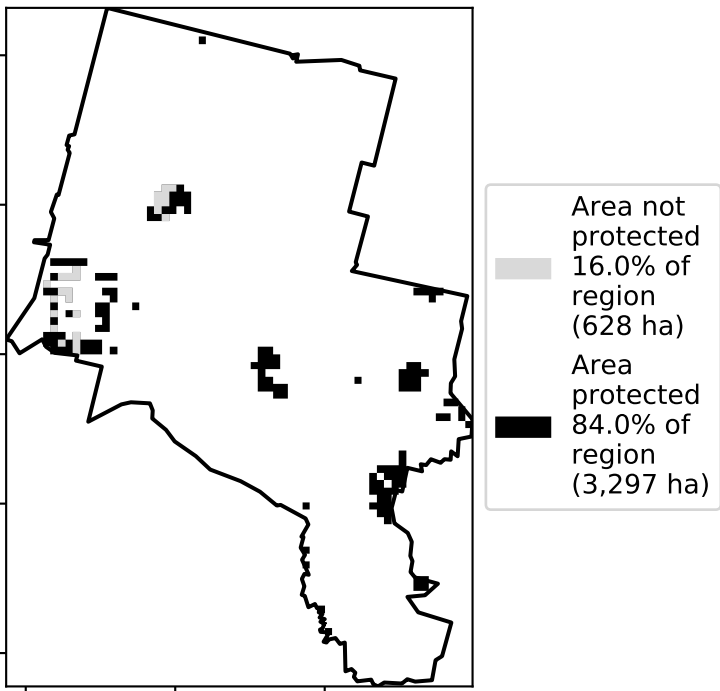 Area not
protected
16.0% of
region
(628 ha)
Area
protected
84.0% of
region
(3,297 ha)